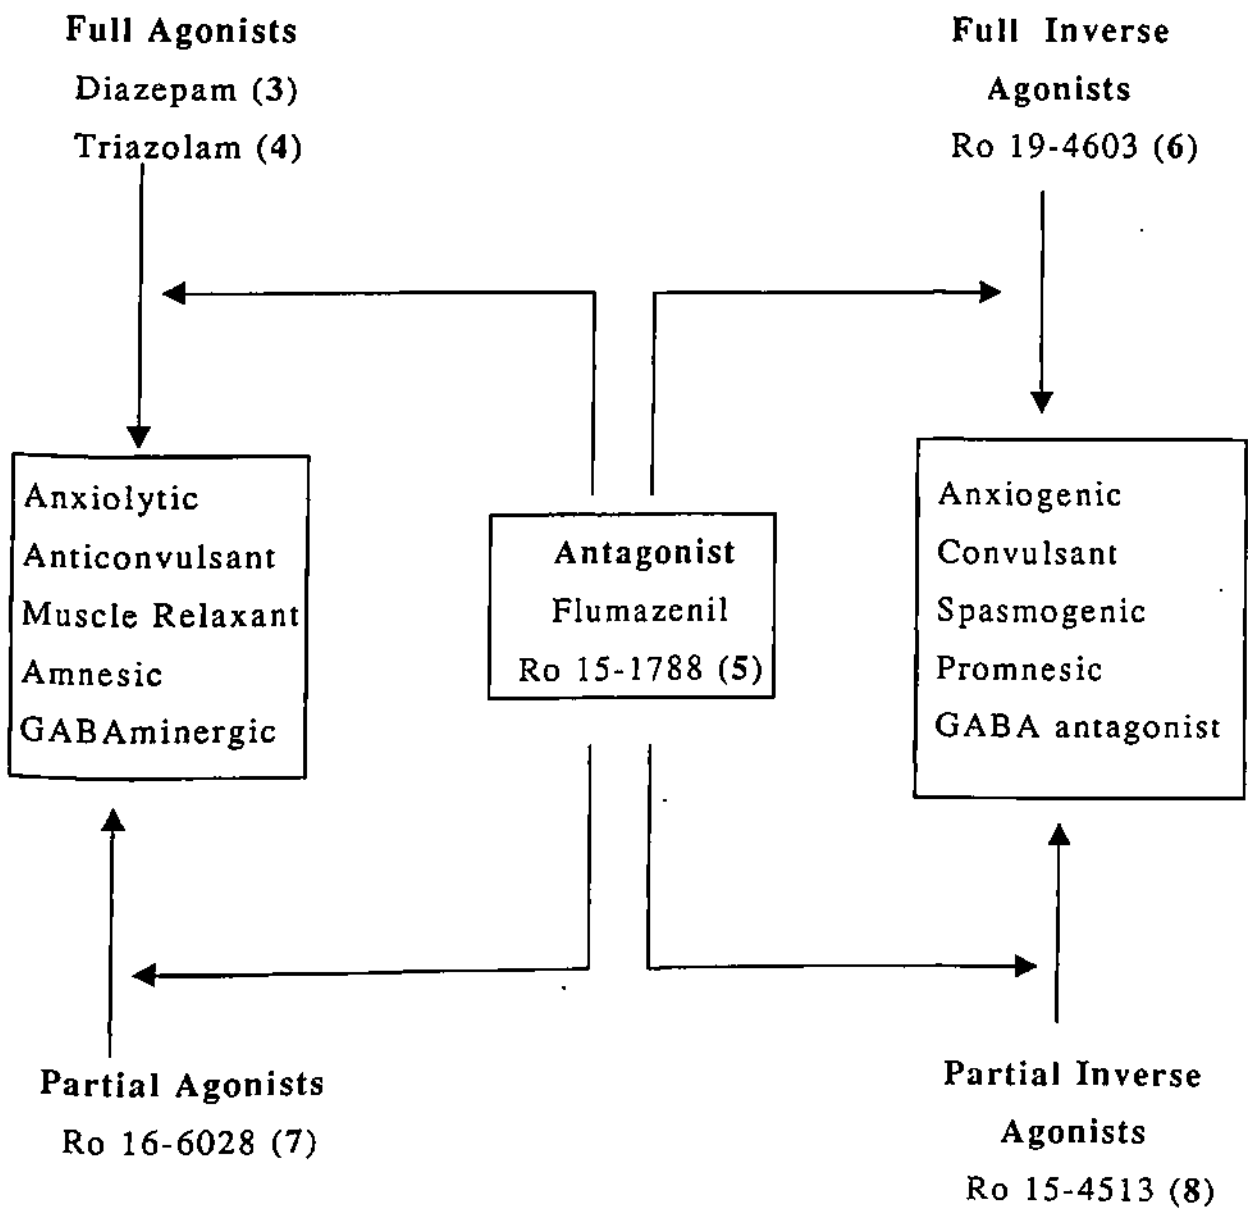 Full Agonists
Diazepam (3)
Triazolam (4)
Full Inverse
Agonists
Ro 19-4603 (6)
Anxiolytic
Anticonvulsant
Muscle Relaxant
Amnesic
GABAminergic
Antagonist
Flumazenil
Ro 15-1788 (5)
Anxiogenic
Convulsant
Spasmogenic
Promnesic
GABA antagonist
Partial Agonists
Ro 16-6028 (7)
Partial Inverse
Agonists
Ro 15-4513 (8)